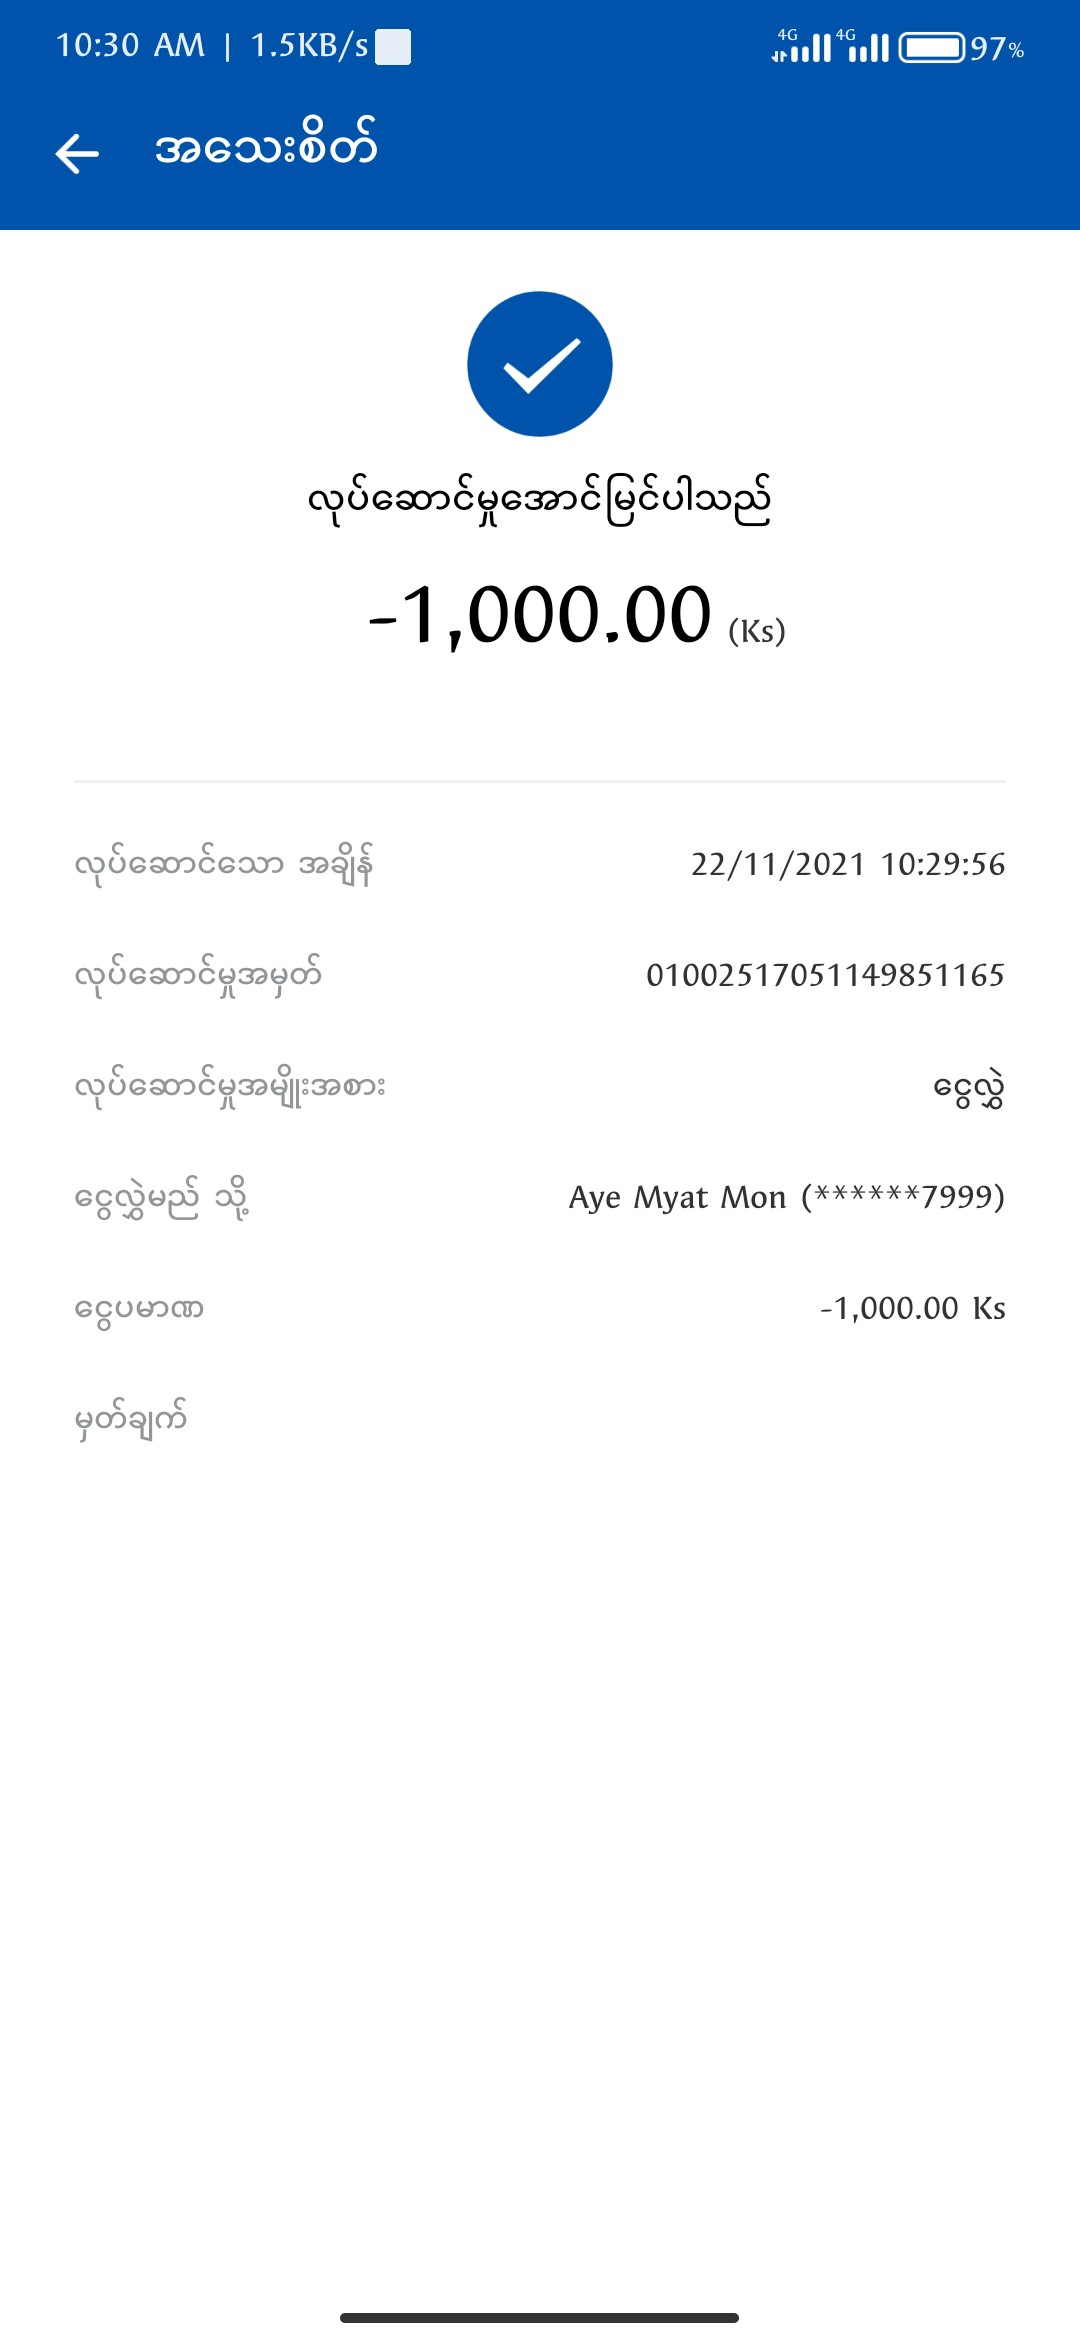 10:30 AM | 1.5KB/s 4G 4G 97%
အသေးစိတ်
လုပ်ဆောင်မှုအောင်မြင်ပါသည်
-1,000.00 (Ks)
လုပ်ဆောင်သော အချိန် 22/11/2021 10:29:56
လုပ်ဆောင်မှုအမှတ် 01002517051149851165
လုပ်ဆောင်မှုအမျိုးအစား ငွေလွှဲ
ငွေလွှဲမည် သို့ Aye Myat Mon (******7999)
ငွေပမာဏ -1,000.00 Ks
မှတ်ချက်